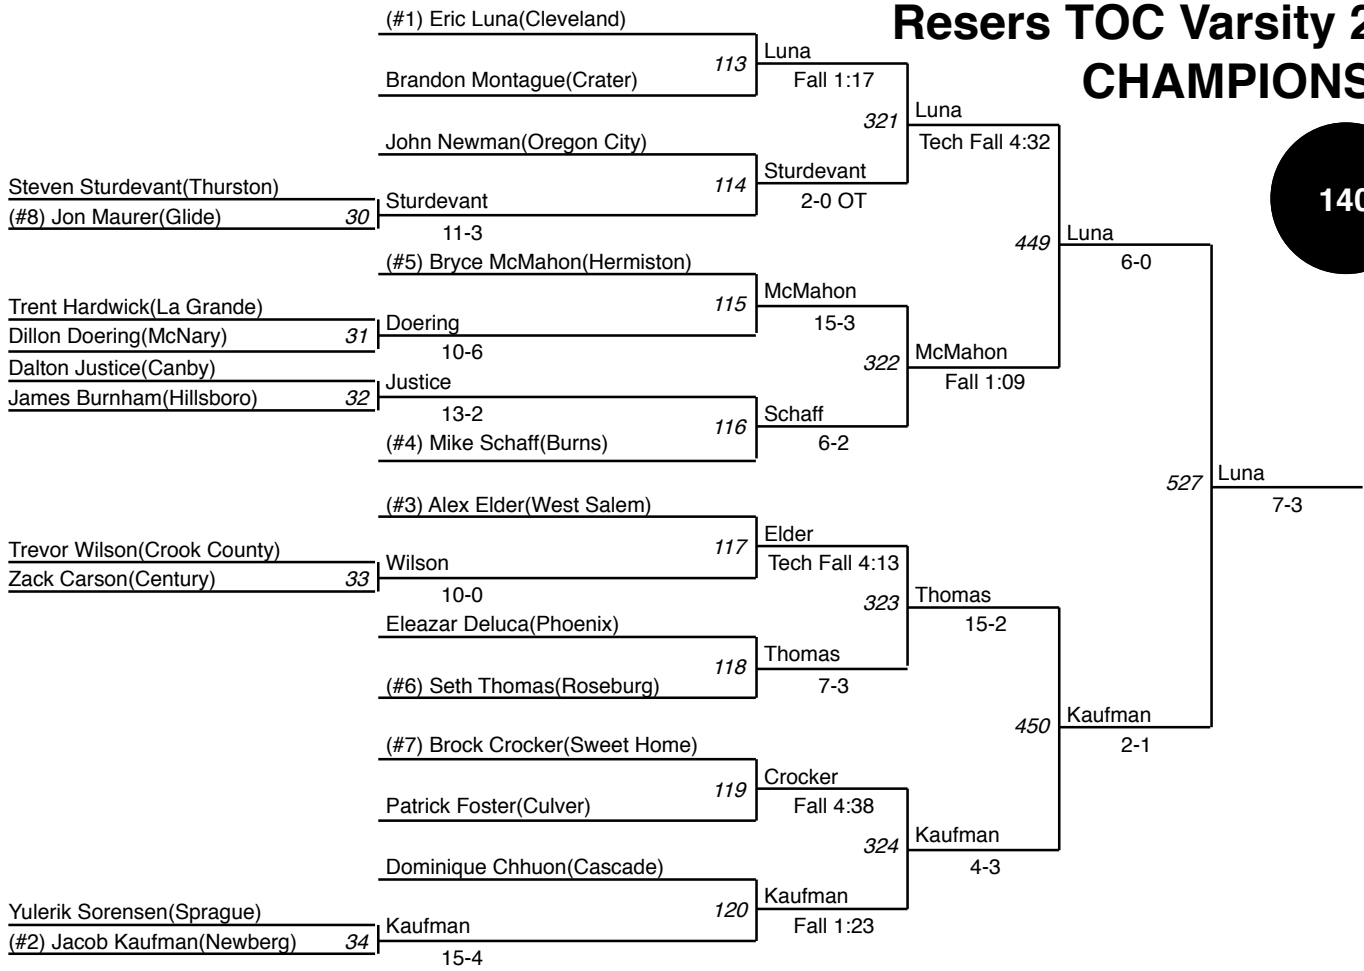 Resers TOC Varsity 2
CHAMPIONS
140
(#1) Eric Luna(Cleveland)
113
Luna
Fall 1:17
Brandon Montague(Crater)
321
Luna
Tech Fall 4:32
John Newman(Oregon City)
114
Sturdevant
2-0 OT
Steven Sturdevant(Thurston)
(#8) Jon Maurer(Glide)
30
Sturdevant
11-3
449
Luna
6-0
(#5) Bryce McMahon(Hermiston)
115
McMahon
15-3
Trent Hardwick(La Grande)
Dillon Doering(McNary)
31
Doering
10-6
322
McMahon
Fall 1:09
Dalton Justice(Canby)
James Burnham(Hillsboro)
32
Justice
13-2
116
Schaff
6-2
(#4) Mike Schaff(Burns)
527
Luna
7-3
(#3) Alex Elder(West Salem)
117
Elder
Tech Fall 4:13
Trevor Wilson(Crook County)
Zack Carson(Century)
33
Wilson
10-0
323
Thomas
15-2
Eleazar Deluca(Phoenix)
118
Thomas
7-3
(#6) Seth Thomas(Roseburg)
450
Kaufman
2-1
(#7) Brock Crocker(Sweet Home)
119
Crocker
Fall 4:38
Patrick Foster(Culver)
324
Kaufman
4-3
Dominique Chhuon(Cascade)
120
Kaufman
Fall 1:23
Yulerik Sorensen(Sprague)
(#2) Jacob Kaufman(Newberg)
34
Kaufman
15-4